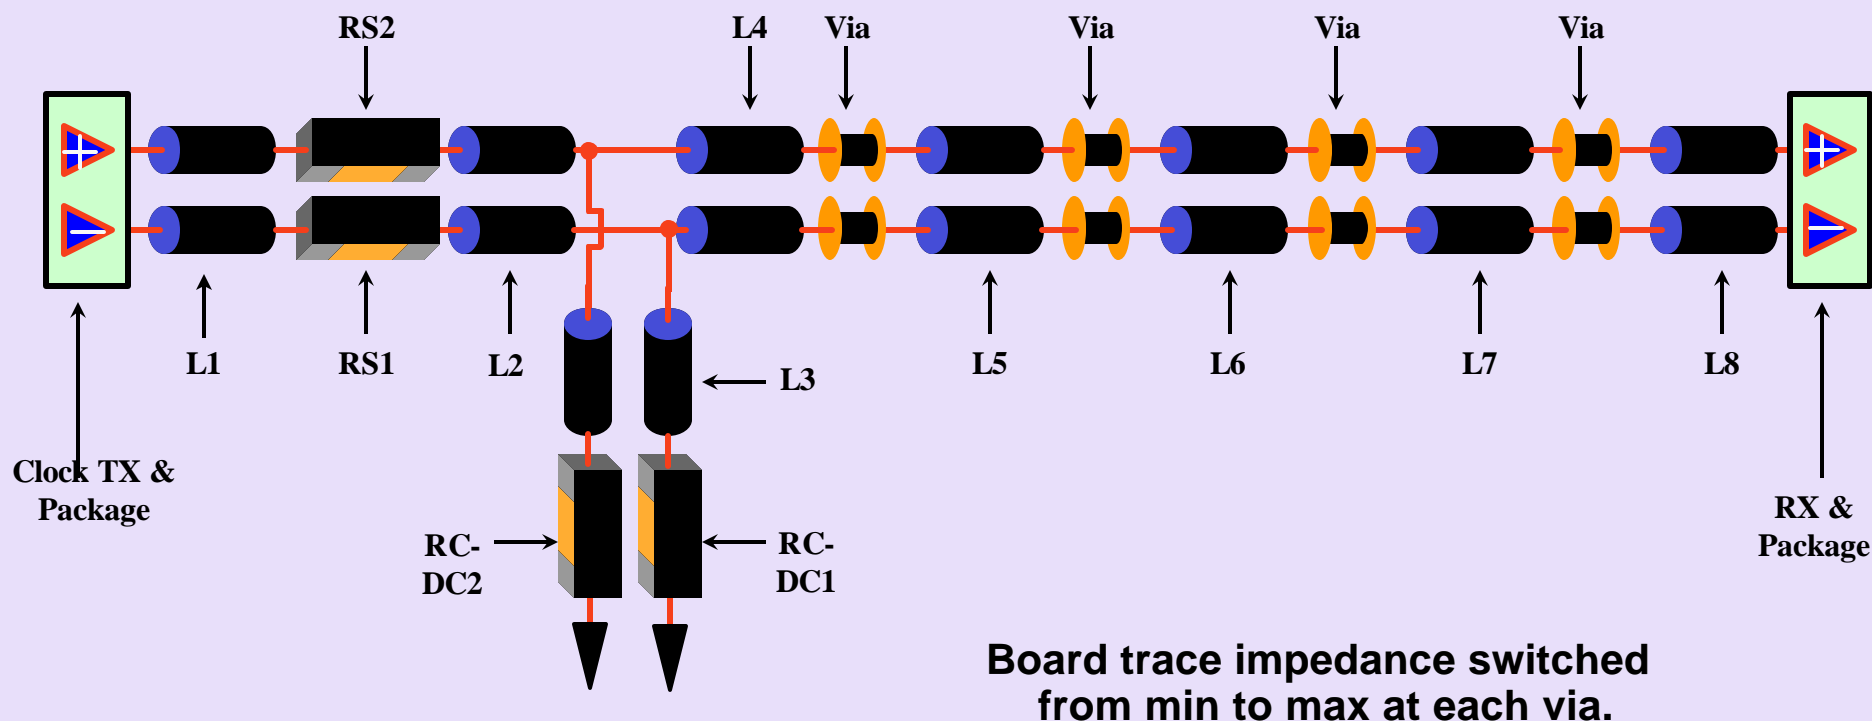 RS2
L4
Via
Via
Via
Via
L1
RS1
L2
L3
L5
L6
L7
L8
Clock TX &
Package
RC-
DC2
RC-
DC1
RX &
Package
Board trace impedance switched
from min to max at each via.